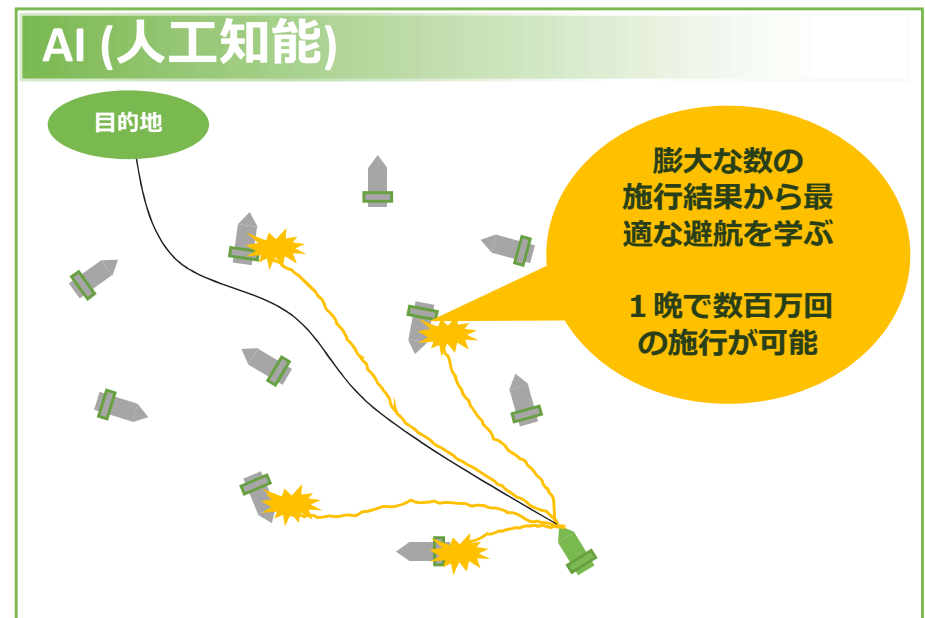 AI (人工知能)
目的地
膨大な数の
施行結果から最
適な避航を学ぶ
１晩で数百万回
の施行が可能